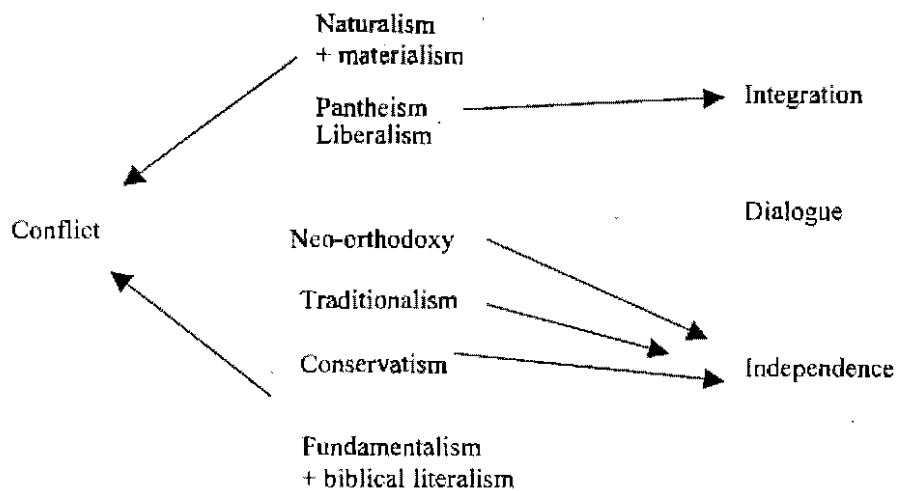 Naturalism
+ materialism
Pantheism
Liberalism
Integration
Dialogue
Conflict
Neo-orthodoxy
Traditionalism
Conservatism
Independence
Fundamentalism
+ biblical literalism